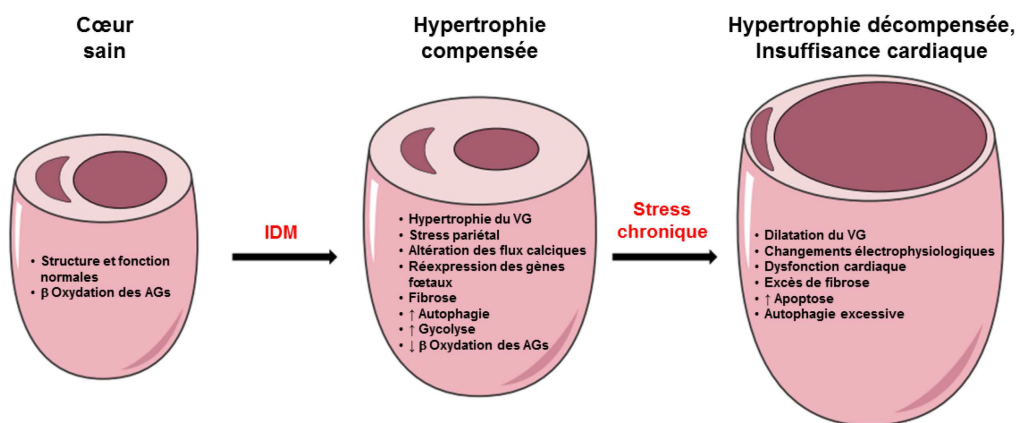 Cœur
sain
Hypertrophie
compensée
Hypertrophie décompensée,
Insuffisance cardiaque
• Structure et fonction
normales
• β Oxydation des AGs
IDM
• Hypertrophie du VG
• Stress pariétal
• Altération des flux calciques
• Réexpression des gènes
fœtaux
• Fibrose
• ↑ Autophagie
• ↑ Gycolyse
• ↓ β Oxydation des AGs
Stress
chronique
• Dilatation du VG
• Changements électrophysiologiques
• Dysfonction cardiaque
• Excès de fibrose
• ↑ Apoptose
• Autophagie excessive